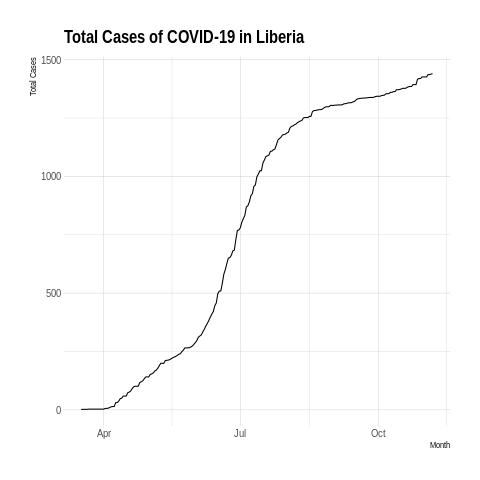 Total Cases of COVID-19 in Liberia
Total Cases
1500
1000
500
0
Apr Jul Oct
Month